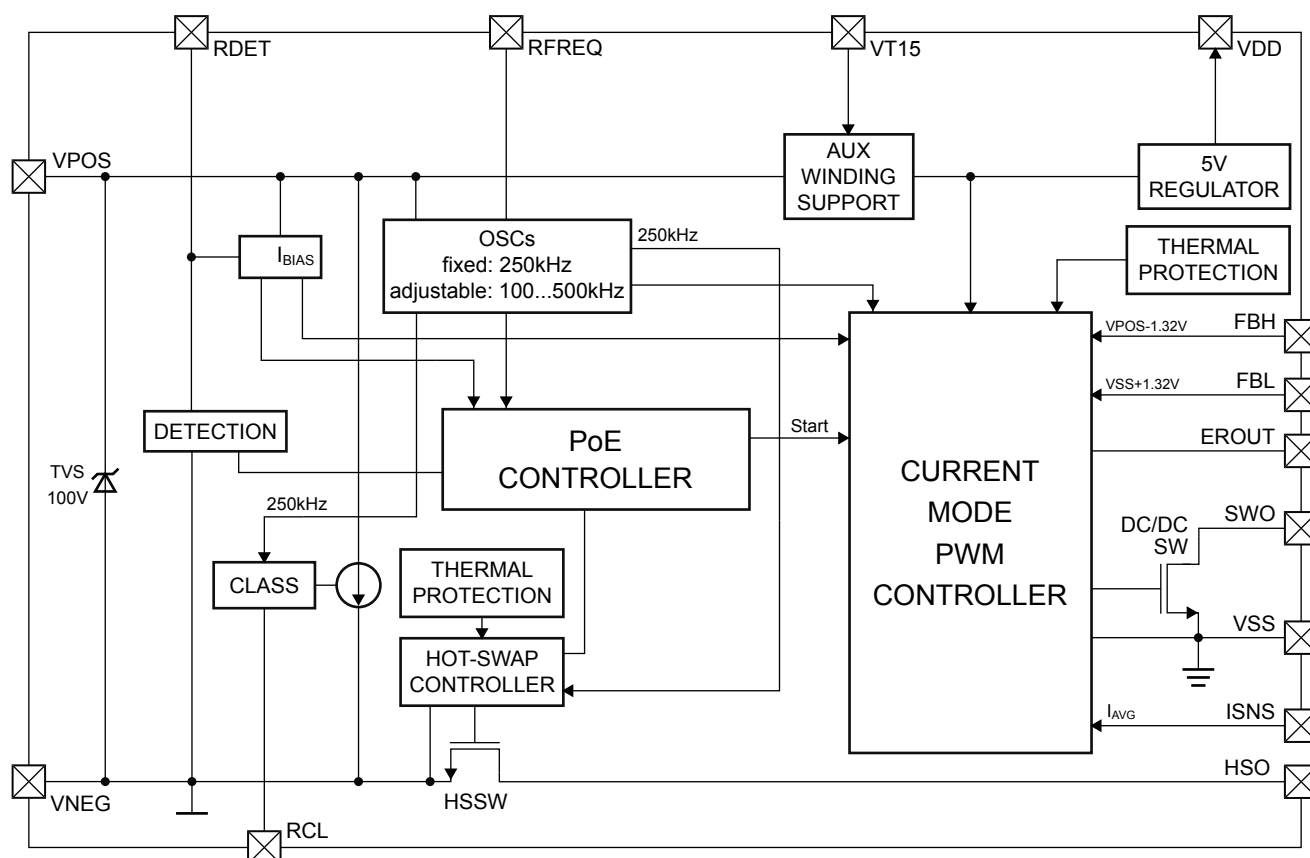 RDET
RFREQ
VT15
VDD
VPOS
AUX
WINDING
SUPPORT
5V
REGULATOR
IBIAS
OSCs
fixed: 250kHz
adjustable: 100...500kHz
250kHz
THERMAL
PROTECTION
VPOS-1.32V
FBH
VSS+1.32V
FBL
DETECTION
PoE
CONTROLLER
Start
EROUT
TVS
100V
CURRENT
MODE
PWM
CONTROLLER
250kHz
DC/DC
SW
SWO
CLASS
THERMAL
PROTECTION
VSS
HOT-SWAP
CONTROLLER
IAVG
ISNS
HSO
VNEG
HSSW
RCL